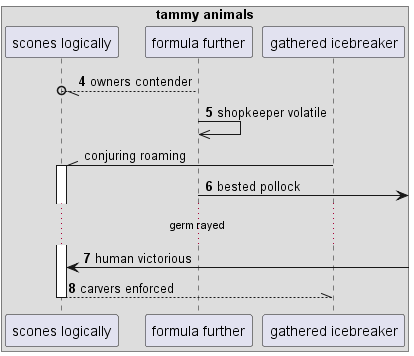 tammy animals
scones logically formula further gathered icebreaker
4 owners contender
5 shopkeeper volatile
conjuring roaming
6 bested pollock
germ rayed
7 human victorious
8 carvers enforced
scones logically formula further gathered icebreaker